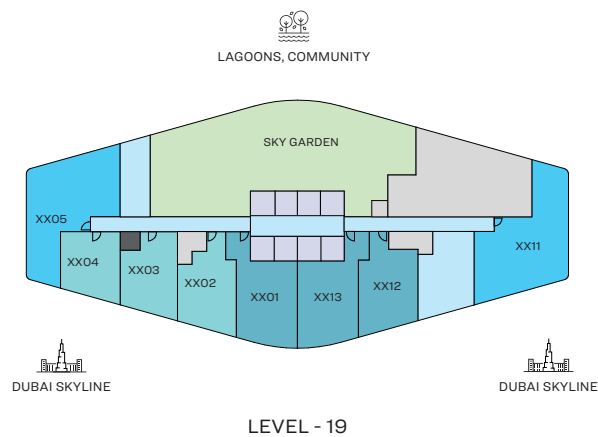 LAGOONS, COMMUNITY
SKY GARDEN
XX05
XX11
XX04
XX03
XX02
XX01
XX13
XX12
DUBAI SKYLINE
DUBAI SKYLINE
LEVEL - 19